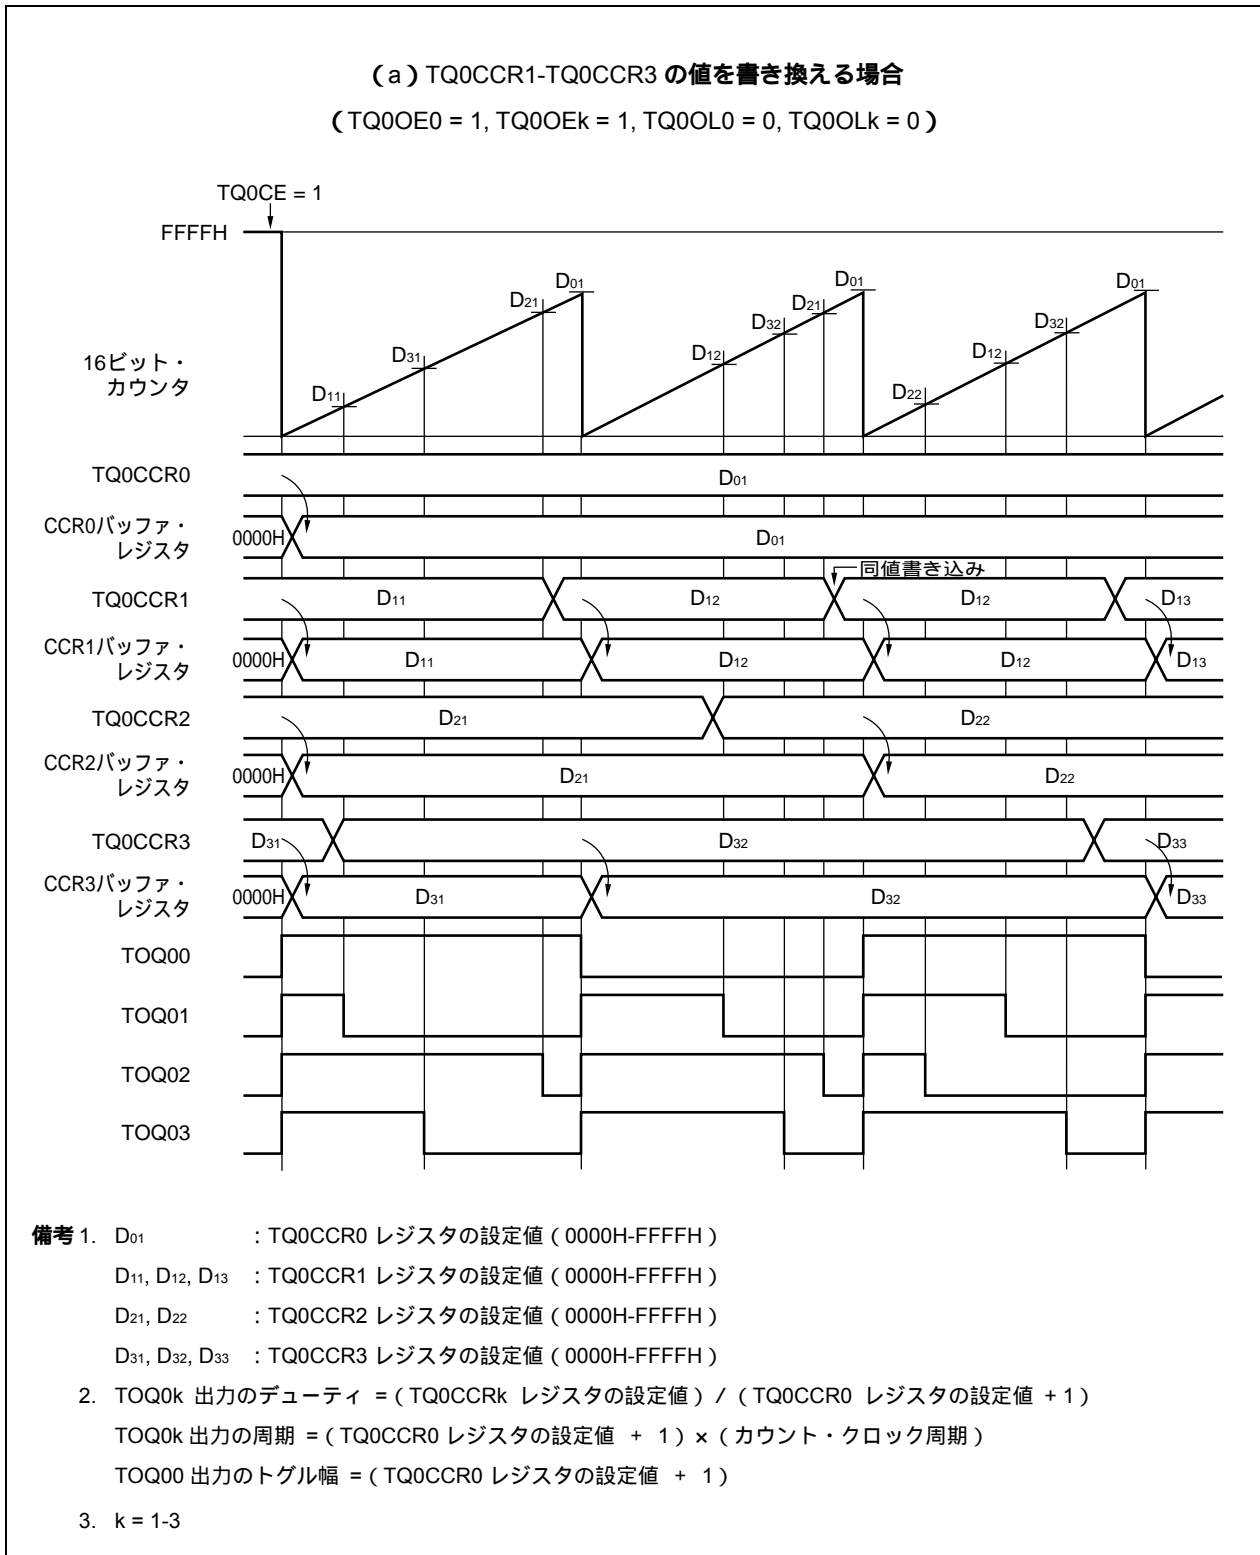 (a)TQ0CCR1-TQ0CCR3 の値を書き換える場合
(TQ0OE0 = 1, TQ0OEk = 1, TQ0OL0 = 0, TQ0OLk = 0)
TQ0CE = 1
FFFFH
D01 D01 D01
D21 D21
D32 D32
D31 D12 D12
D11 D22
16ビット・
カウンタ
TQ0CCR0 D01
CCR0バッファ・
レジスタ
0000H D01
同値書き込み
TQ0CCR1 D11 D12 D12 D13
CCR1バッファ・
レジスタ
0000H D11 D12 D12 D13
TQ0CCR2 D21 D22
CCR2バッファ・
レジスタ
0000H D21 D22
TQ0CCR3 D31 D32 D33
CCR3バッファ・
レジスタ
0000H D31 D32 D33
TOQ00
TOQ01
TOQ02
TOQ03
備考 1. D01 : TQ0CCR0 レジスタの設定値(0000H-FFFFH)
D11, D12, D13 : TQ0CCR1 レジスタの設定値(0000H-FFFFH)
D21, D22 : TQ0CCR2 レジスタの設定値(0000H-FFFFH)
D31, D32, D33 : TQ0CCR3 レジスタの設定値(0000H-FFFFH)
2. TOQ0k 出力のデューティ =(TQ0CCRk レジスタの設定値)/(TQ0CCR0 レジスタの設定値 + 1)
TOQ0k 出力の周期 =(TQ0CCR0 レジスタの設定値 + 1)×(カウント・クロック周期)
TOQ00 出力のトグル幅 =(TQ0CCR0 レジスタの設定値 + 1)
3. k = 1-3